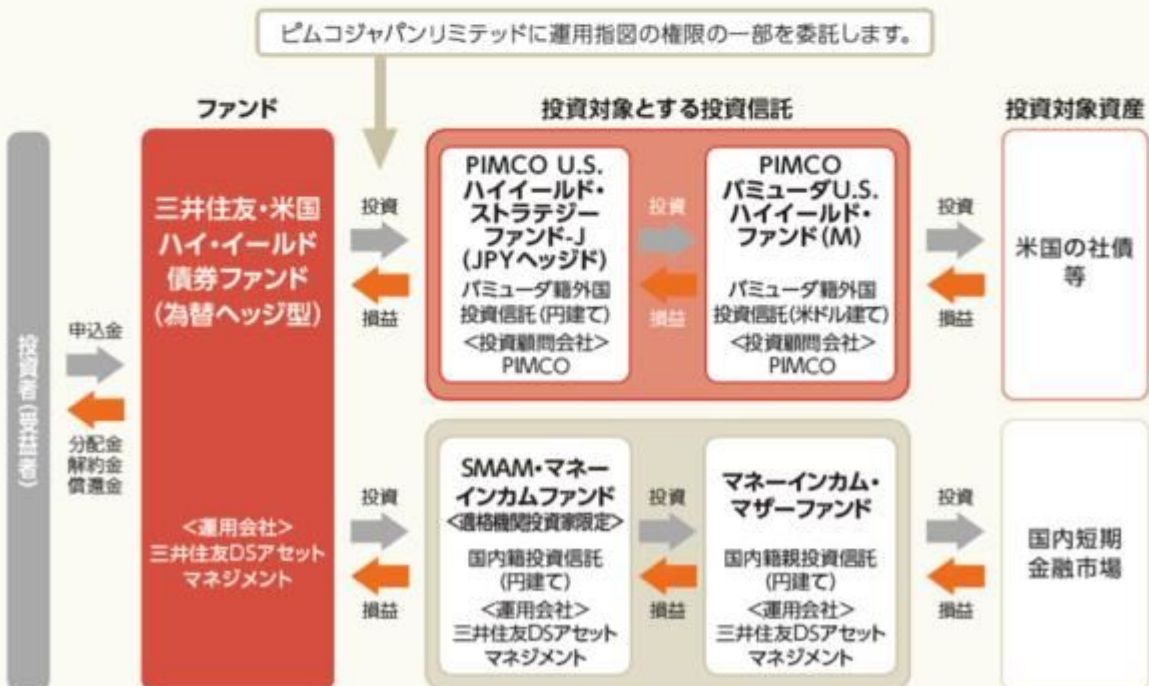 ピムコジャパンリミテッドに運用指図の権限の一部を委託します。
ファンド
投資対象とする投資信託
投資対象資産
投資者(受益者)
申込金
分配金
解約金
償還金
三井住友・米国
ハイ・イールド
債券ファンド
(為替ヘッジ型)
<運用会社>
三井住友DSアセット
マネジメント
投資
損益
PIMCO U.S.
ハイイールド・
ストラテジー
ファンド-J
(JPYヘッジド)
バミューダ籍外国
投資信託(円建て)
<投資顧問会社>
PIMCO
投資
損益
PIMCO
バミューダU.S.
ハイイールド・
ファンド(M)
バミューダ籍外国
投資信託(米ドル建て)
<投資顧問会社>
PIMCO
投資
損益
米国の社債
等
投資
損益
SMAM・マネー
インカムファンド
<適格機関投資家限定>
国内籍投資信託
(円建て)
<運用会社>
三井住友DSアセット
マネジメント
投資
損益
マネーインカム・
マザーファンド
国内籍親投資信託
(円建て)
<運用会社>
三井住友DSアセット
マネジメント
投資
損益
国内短期
金融市場